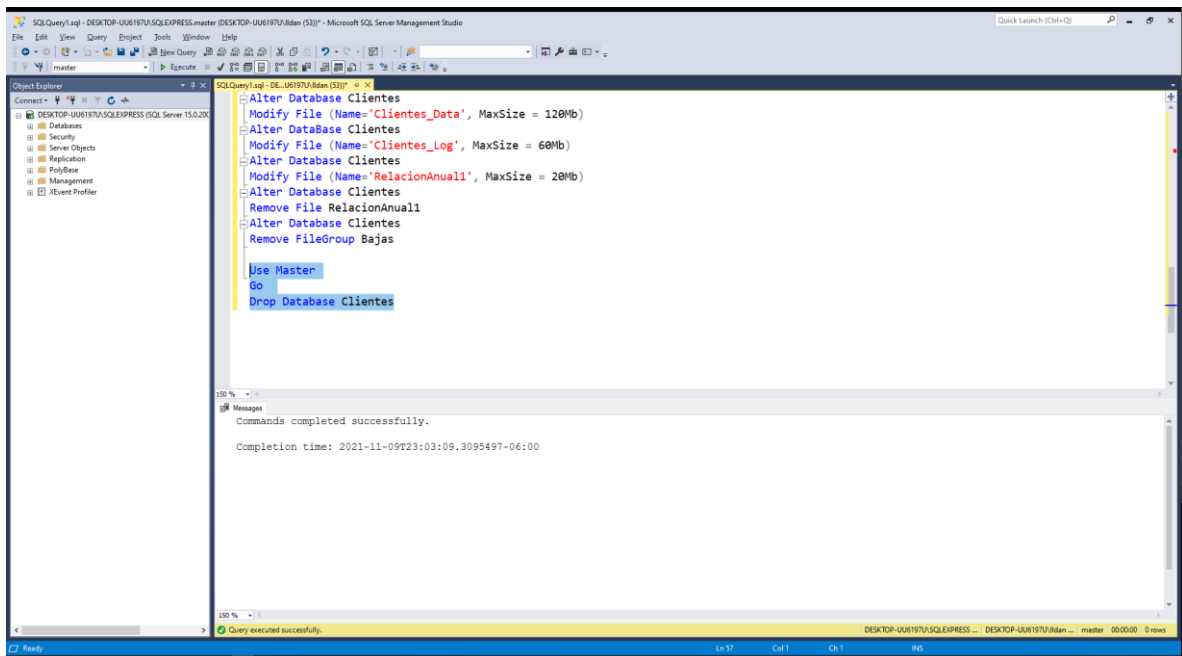 SQLQuery1.sql - DESKTOP-UU6197U\SQLEXPRESS.master (DESKTOP-UU6197U\Ildan (53))* - Microsoft SQL Server Management Studio
Quick Launch (Ctrl+Q)
File Edit View Query Project Tools Window Help
New Query
master
Execute
Object Explorer
SQLQuery1.sql - DE...U6197U\Ildan (53))*
Connect
DESKTOP-UU6197U\SQLEXPRESS (SQL Server 15.0.200
Databases
Security
Server Objects
Replication
PolyBase
Management
XEvent Profiler
Alter Database Clientes
Modify File (Name='Clientes_Data', MaxSize = 120Mb)
Alter DataBase Clientes
Modify File (Name='Clientes_Log', MaxSize = 60Mb)
Alter Database Clientes
Modify File (Name='RelacionAnual1', MaxSize = 20Mb)
Alter Database Clientes
Remove File RelacionAnual1
Alter Database Clientes
Remove FileGroup Bajas
Use Master
Go
Drop Database Clientes
150 %
Messages
Commands completed successfully.
Completion time: 2021-11-09T23:03:09.3095497-06:00
150 %
Query executed successfully.
DESKTOP-UU6197U\SQLEXPRESS ... DESKTOP-UU6197U\Ildan ... master 00:00:00 0 rows
Ready
Ln 57 Col 1 Ch 1 INS